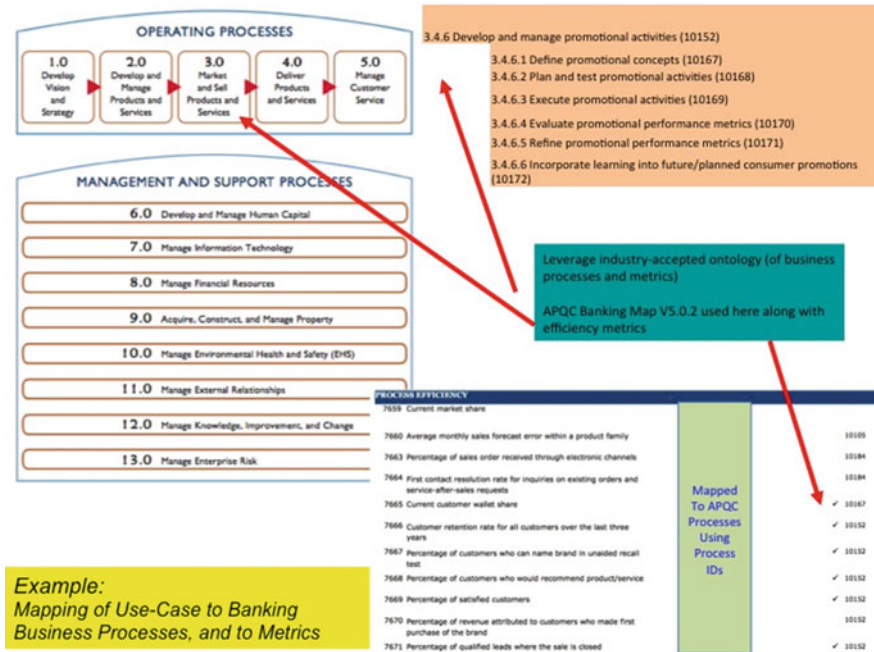 OPERATING PROCESSES
1.0
Develop
Vision
and
Strategy
2.0
Develop and
Manage
Products and
Services
3.0
Market
and Sell
Products and
Services
4.0
Deliver
Products
and Services
5.0
Manage
Customer
Service
MANAGEMENT AND SUPPORT PROCESSES
6.0 Develop and Manage Human Capital
7.0 Manage Information Technology
8.0 Manage Financial Resources
9.0 Acquire, Construct, and Manage Property
10.0 Manage Environmental Health and Safety (EHS)
11.0 Manage External Relationships
12.0 Manage Knowledge, Improvement, and Change
13.0 Manage Enterprise Risk
3.4.6 Develop and manage promotional activities (10152)
3.4.6.1 Define promotional concepts (10167)
3.4.6.2 Plan and test promotional activities (10168)
3.4.6.3 Execute promotional activities (10169)
3.4.6.4 Evaluate promotional performance metrics (10170)
3.4.6.5 Refine promotional performance metrics (10171)
3.4.6.6 Incorporate learning into future/planned consumer promotions
(10172)
Leverage industry-accepted ontology (of business
processes and metrics)
APQC Banking Map V5.0.2 used here along with
efficiency metrics
PROCESS EFFICIENCY
7659 Current market share
7660 Average monthly sales forecast error within a product family 10105
7663 Percentage of sales order received through electronic channels 10184
7664 First contact resolution rate for inquiries on existing orders and 10184
service-after-sales requests
7665 Current customer wallet share ✓ 10167
7666 Customer retention rate for all customers over the last three ✓ 10152
years
7667 Percentage of customers who can name brand in unaided recall ✓ 10152
test
7668 Percentage of customers who would recommend product/service ✓ 10152
7669 Percentage of satisfied customers ✓ 10152
7670 Percentage of revenue attributed to customers who made first 10152
purchase of the brand
7671 Percentage of qualified leads where the sale is closed ✓ 10152
Mapped
To APQC
Processes
Using
Process
IDs
Example:
Mapping of Use-Case to Banking
Business Processes, and to Metrics